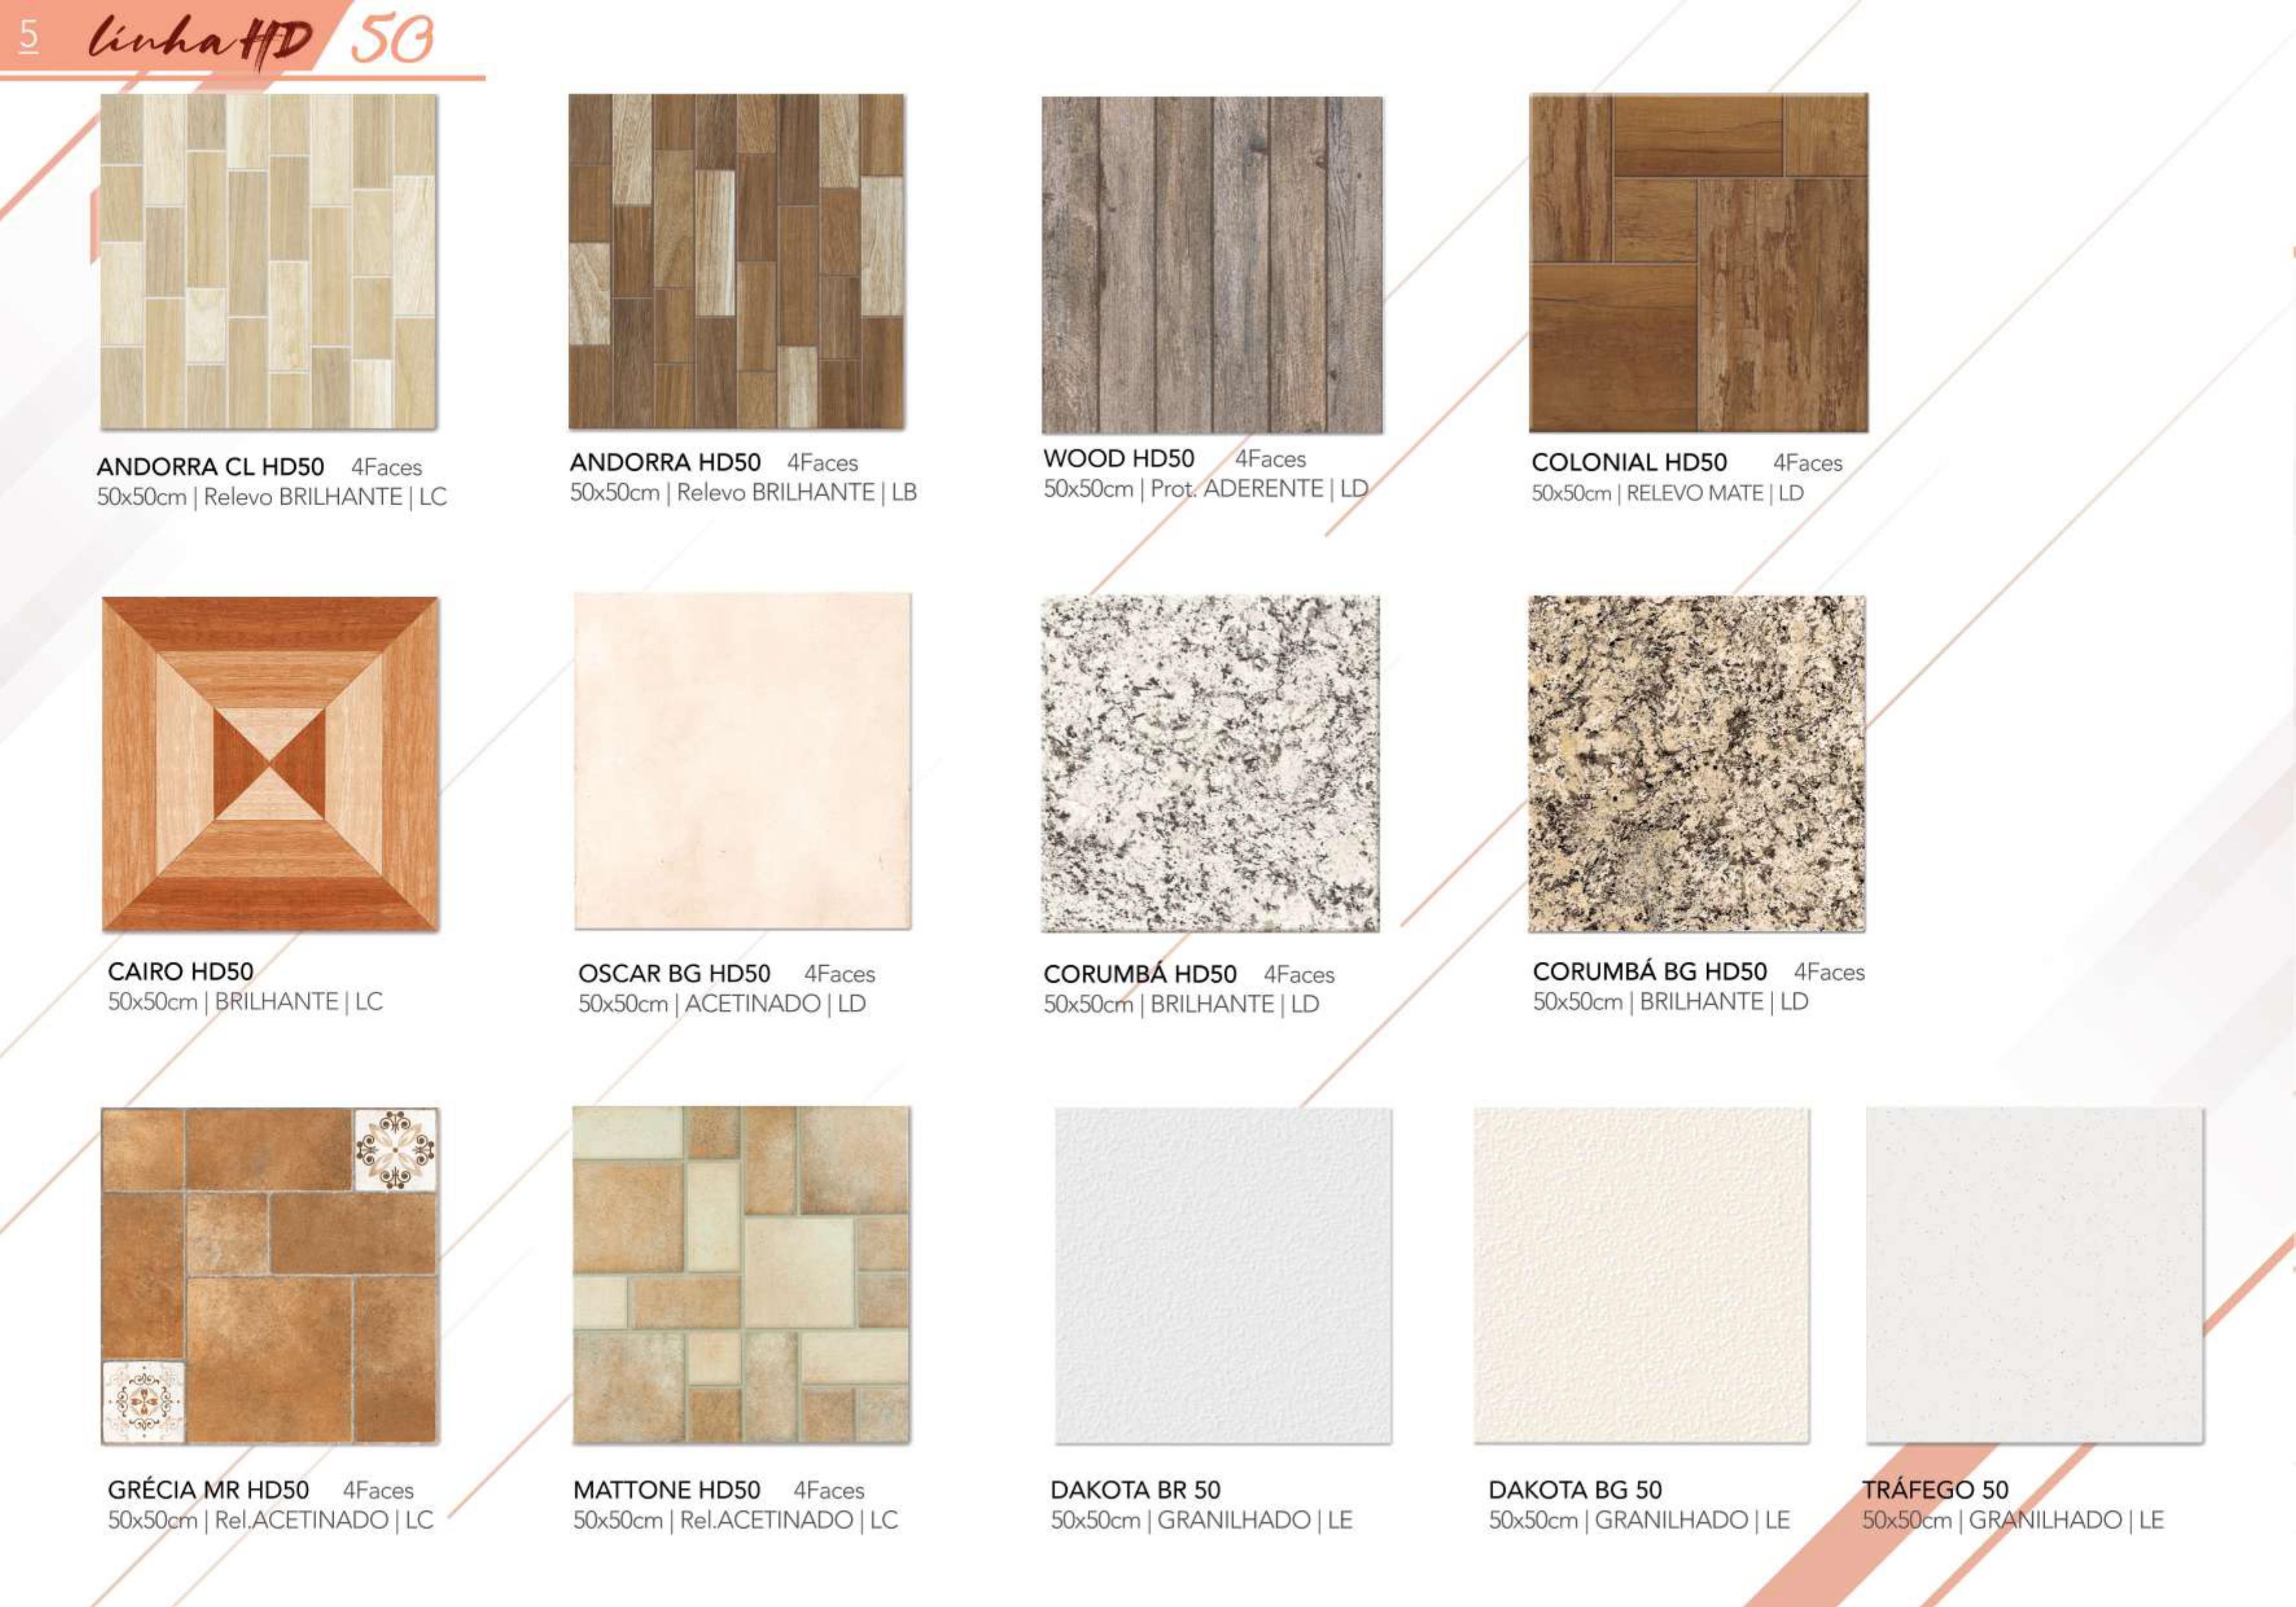 5 linha HD 50
ANDORRA CL HD50 4Faces
50x50cm | Relevo BRILHANTE | LC
ANDORRA HD50 4Faces
50x50cm | Relevo BRILHANTE | LB
WOOD HD50 4Faces
50x50cm | Prot. ADERENTE | LD
COLONIAL HD50 4Faces
50x50cm | RELEVO MATE | LD
CAIRO HD50
50x50cm | BRILHANTE | LC
OSCAR BG HD50 4Faces
50x50cm | ACETINADO | LD
CORUMBÁ HD50 4Faces
50x50cm | BRILHANTE | LD
CORUMBÁ BG HD50 4Faces
50x50cm | BRILHANTE | LD
GRÉCIA MR HD50 4Faces
50x50cm | Rel.ACETINADO | LC
MATTONE HD50 4Faces
50x50cm | Rel.ACETINADO | LC
DAKOTA BR 50
50x50cm | GRANILHADO | LE
DAKOTA BG 50
50x50cm | GRANILHADO | LE
TRÁFEGO 50
50x50cm | GRANILHADO | LE